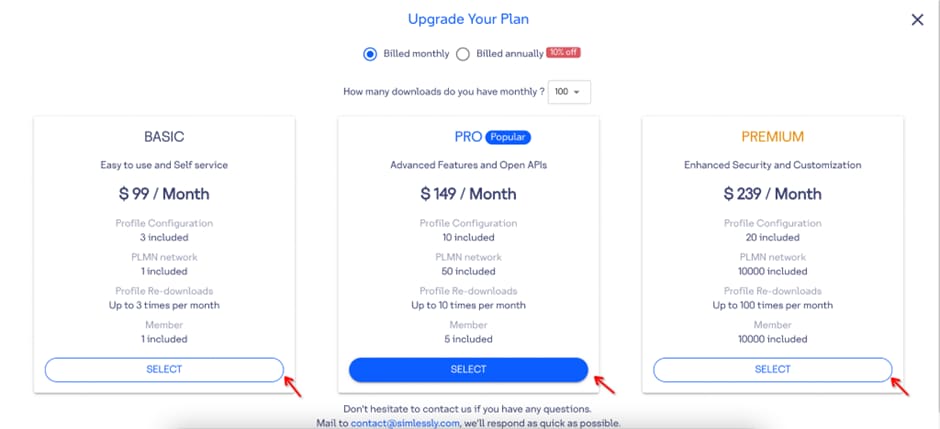 Upgrade Your Plan
Billed monthly Billed annually 10% off
How many downloads do you have monthly ? 100
BASIC
Easy to use and Self service
$ 99 / Month
Profile Configuration
3 included
PLMN network
1 included
Profile Re-downloads
Up to 3 times per month
Member
1 included
SELECT
PRO Popular
Advanced Features and Open APIs
$ 149 / Month
Profile Configuration
10 included
PLMN network
50 included
Profile Re-downloads
Up to 10 times per month
Member
5 included
SELECT
PREMIUM
Enhanced Security and Customization
$ 239 / Month
Profile Configuration
20 included
PLMN network
10000 included
Profile Re-downloads
Up to 100 times per month
Member
10000 included
SELECT
Don't hesitate to contact us if you have any questions.
Mail to contact@simlessly.com, we'll respond as quick as possible.